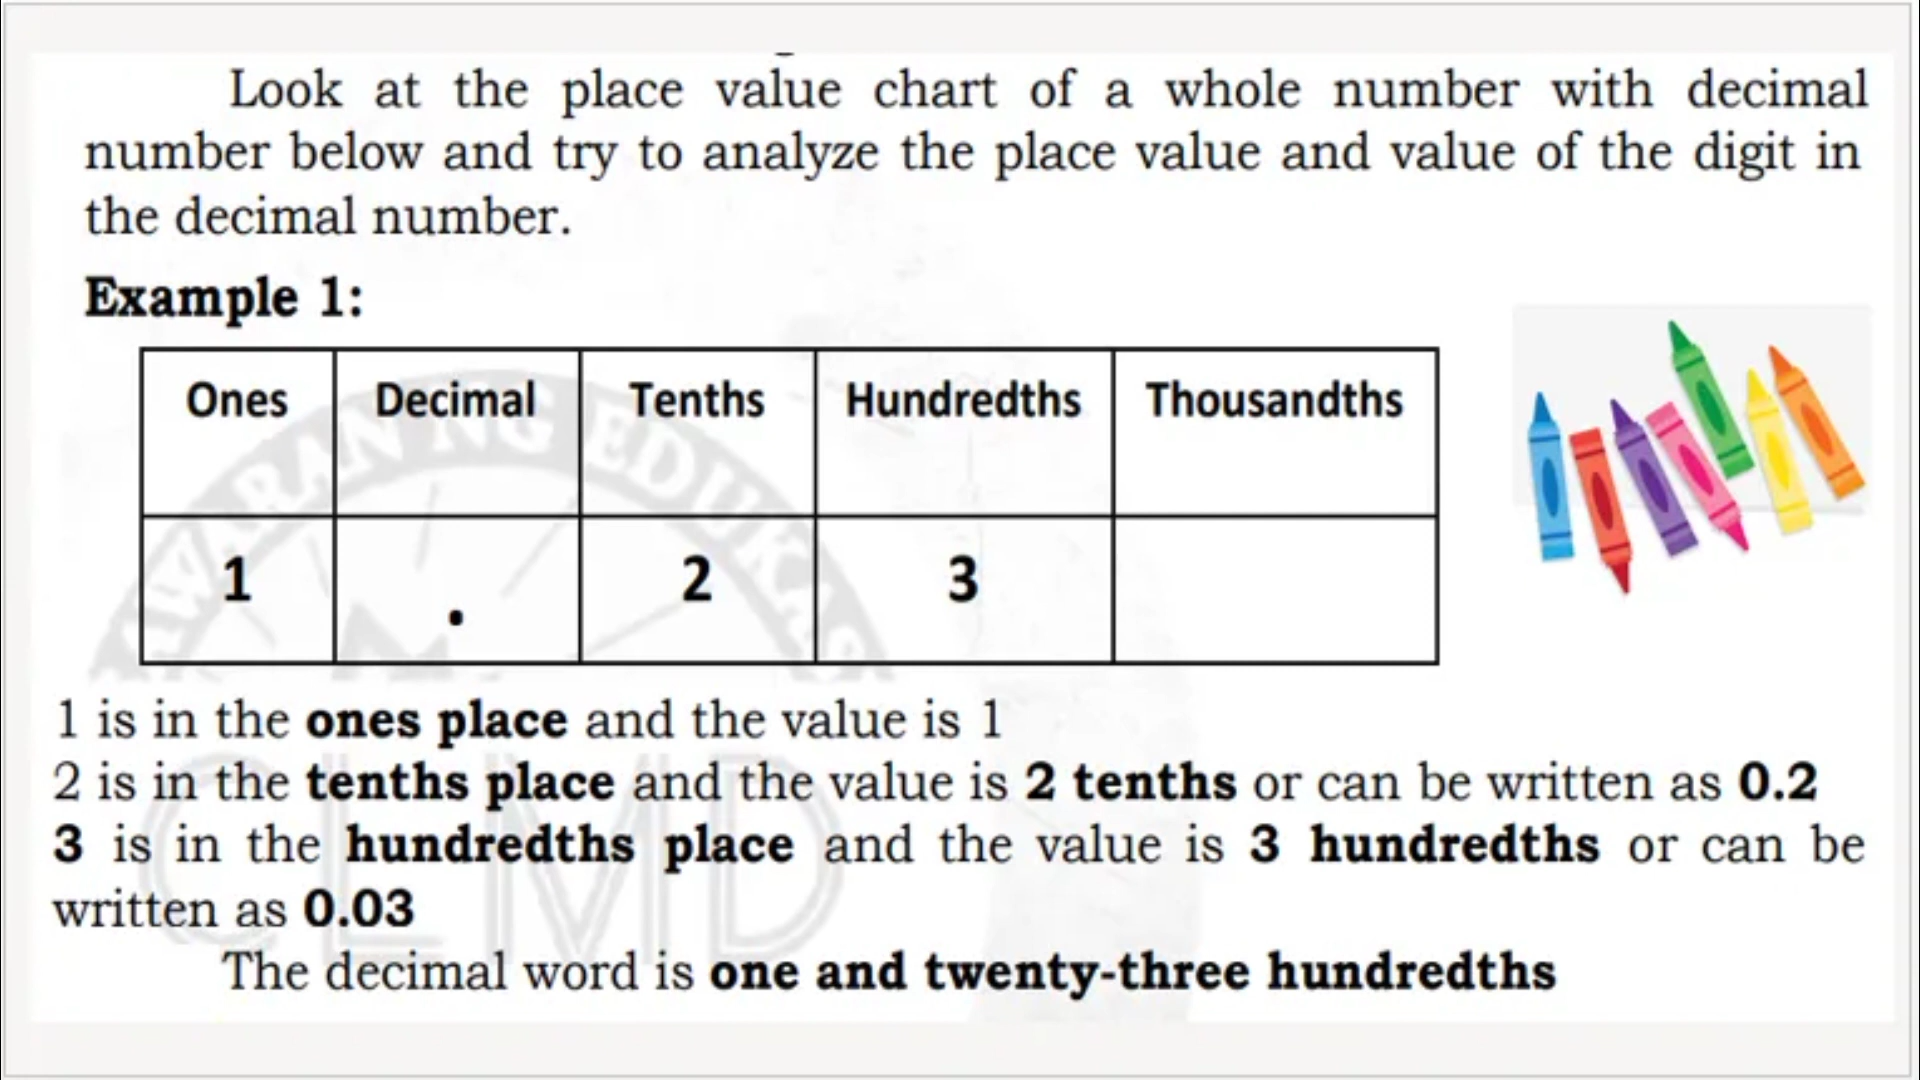 Look at the place value chart of a whole number with decimal
number below and try to analyze the place value and value of the digit in
the decimal number.
Example 1:
Ones Decimal Tenths Hundredths Thousandths
1 . 2 3
1 is in the ones place and the value is 1
2 is in the tenths place and the value is 2 tenths or can be written as 0.2
3 is in the hundredths place and the value is 3 hundredths or can be
written as 0.03
The decimal word is one and twenty-three hundredths
CLMD